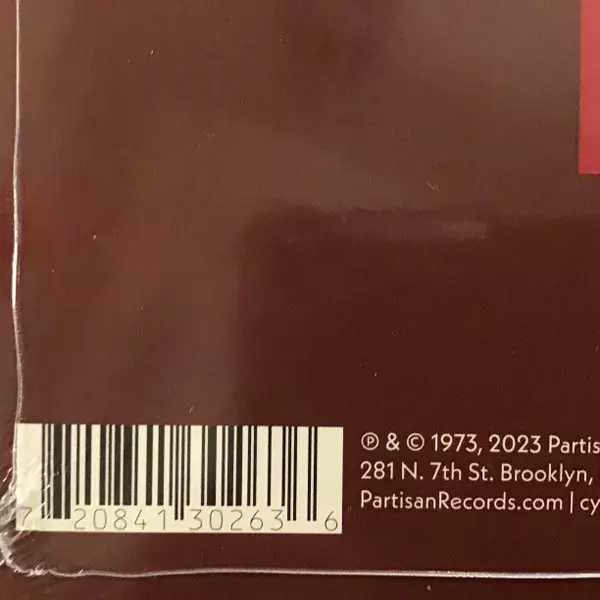 ℗ & © 1973, 2023 Partis
281 N. 7th St. Brooklyn,
PartisanRecords.com | cy
7 20841 30263 6